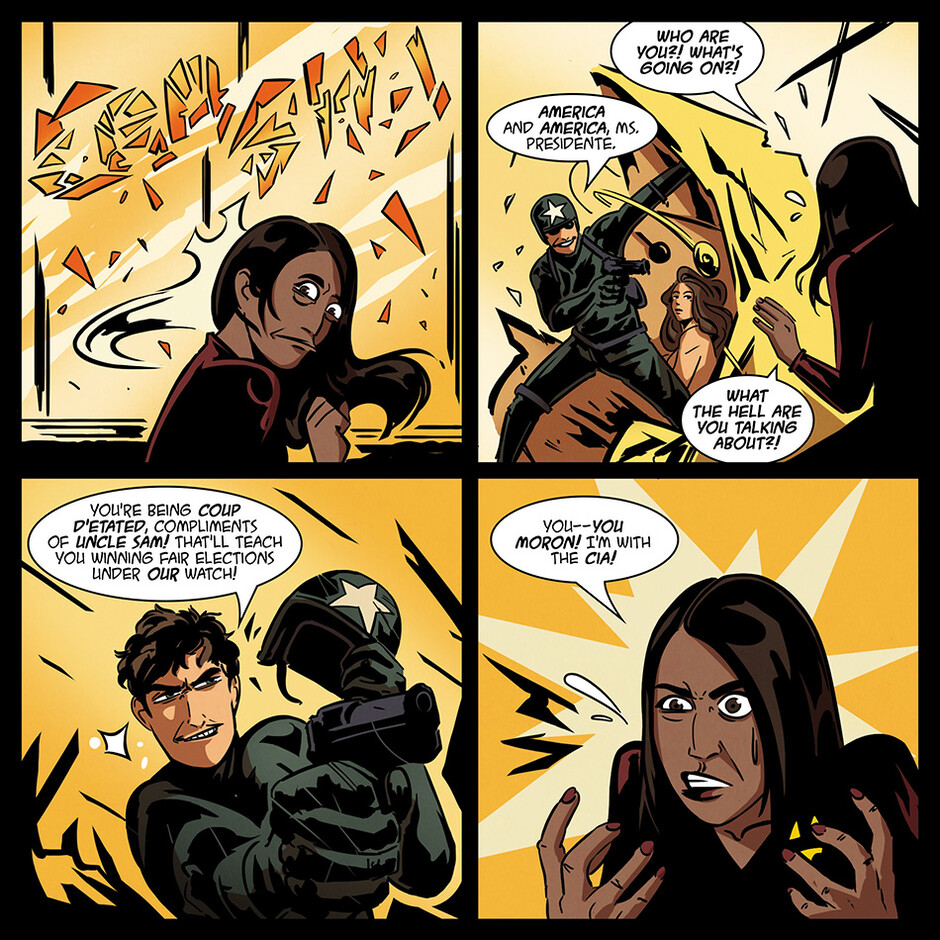 WHO ARE
YOU?! WHAT'S
GOING ON?!
AMERICA
AND AMERICA, MS.
PRESIDENTE.
WHAT
THE HELL ARE
YOU TALKING
ABOUT?!
YOU'RE BEING COUP
D'ETATED, COMPLIMENTS
OF UNCLE SAM! THAT'LL TEACH
YOU WINNING FAIR ELECTIONS
UNDER OUR WATCH!
YOU--YOU
MORON! I'M WITH
THE CIA!